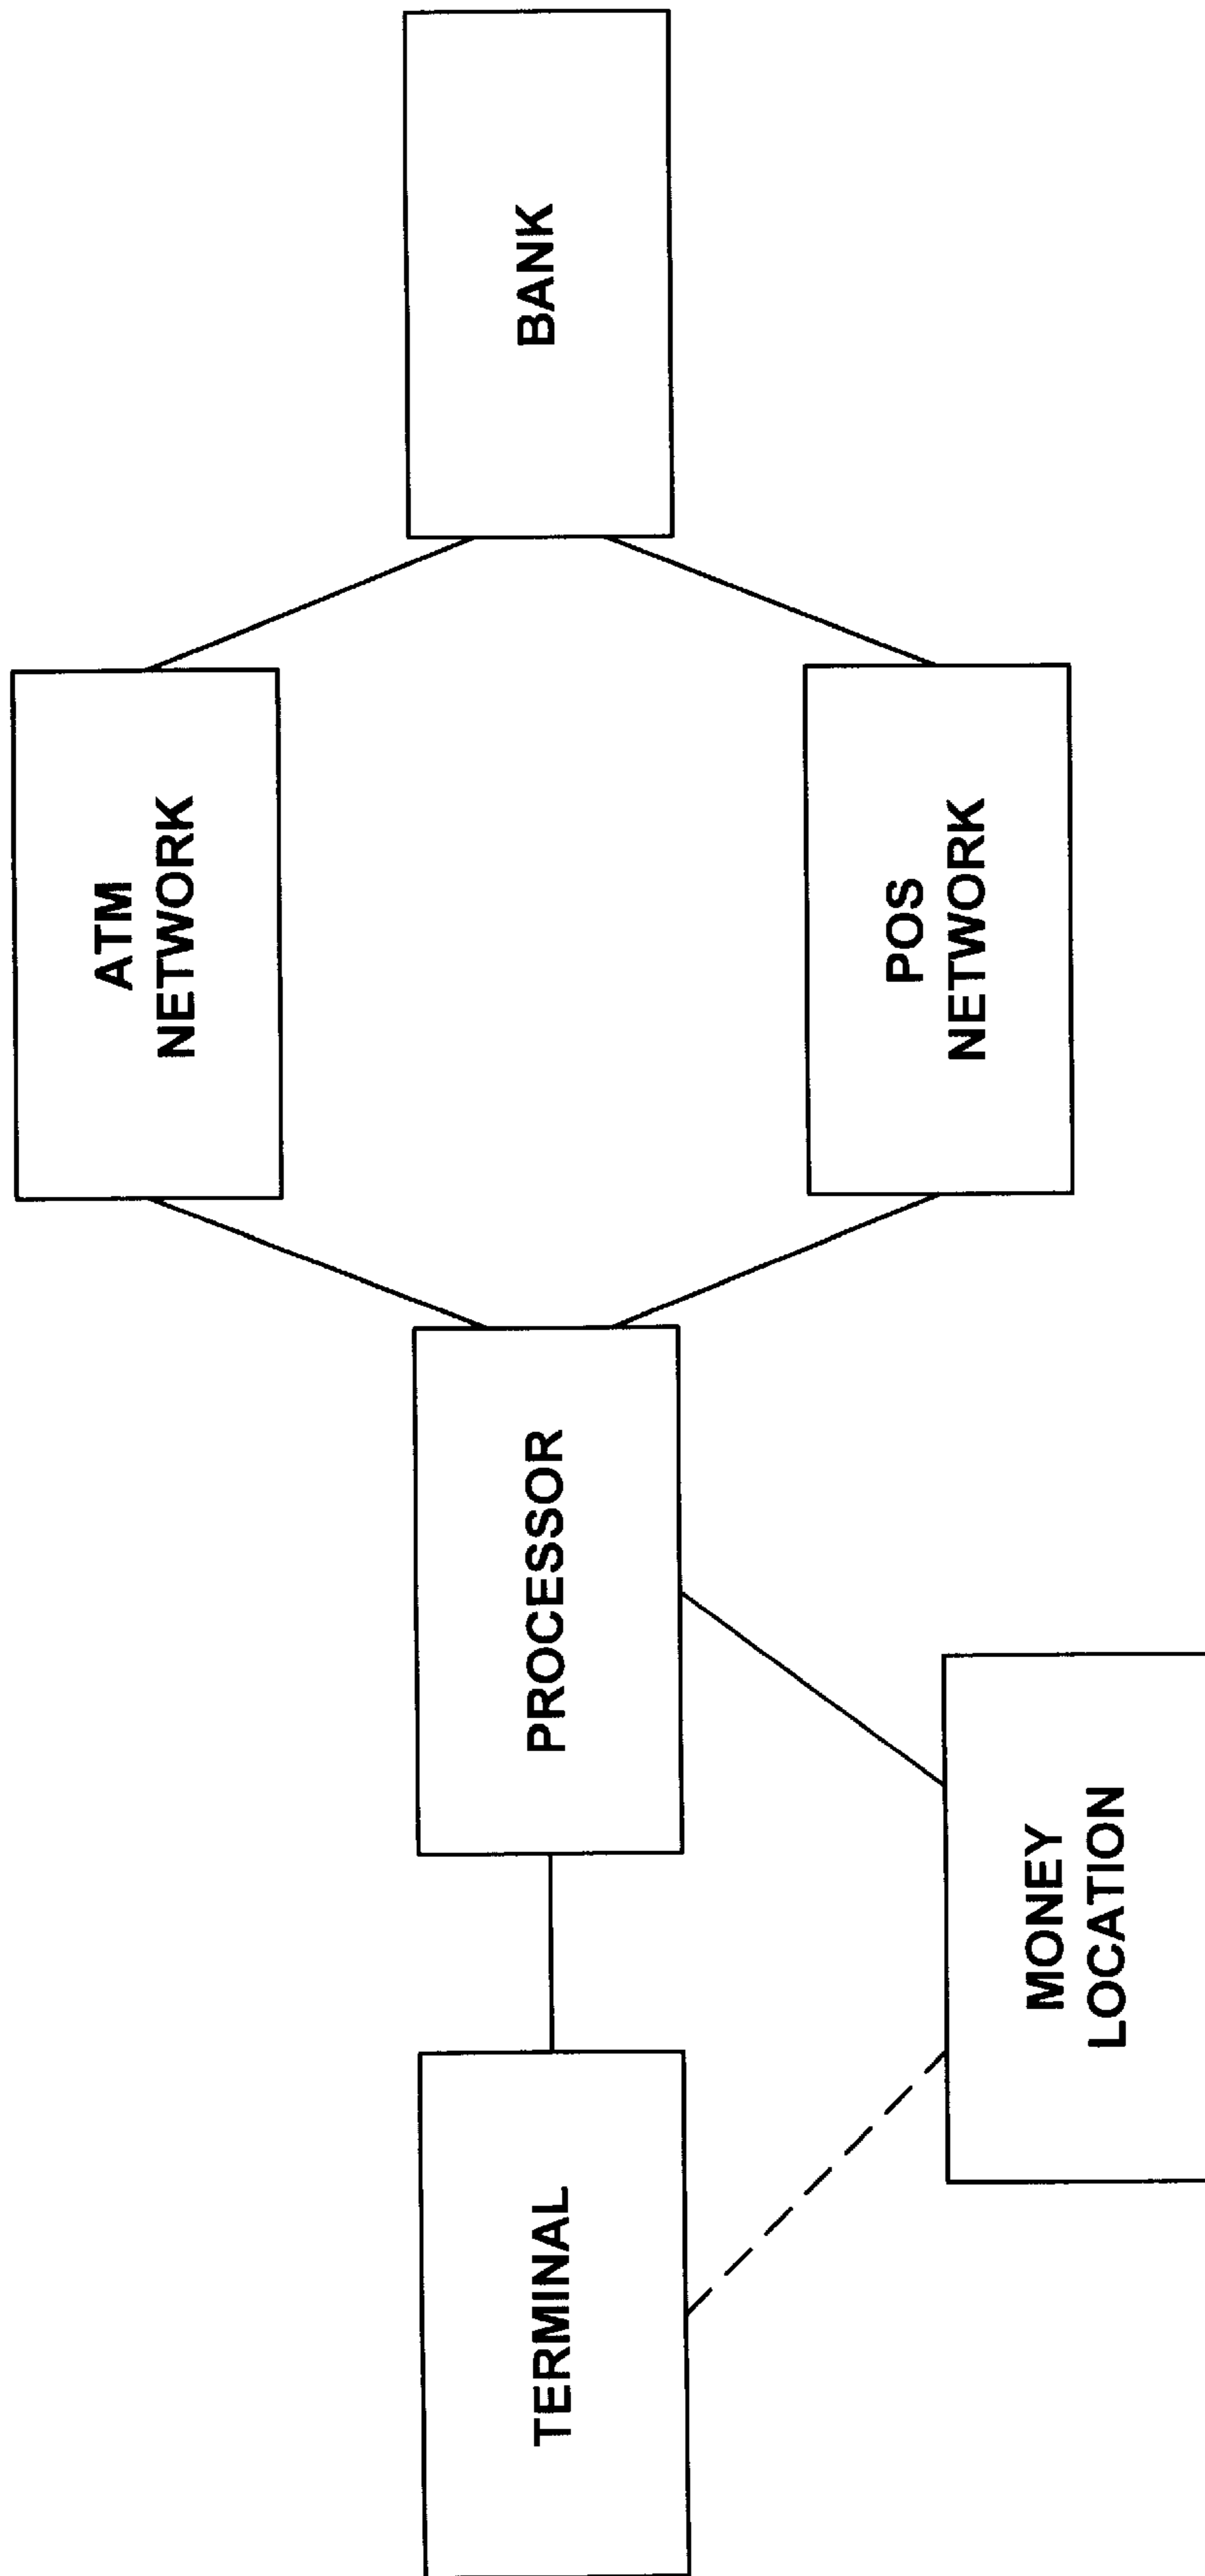 TERMINAL
PROCESSOR
MONEY
LOCATION
ATM
NETWORK
POS
NETWORK
BANK